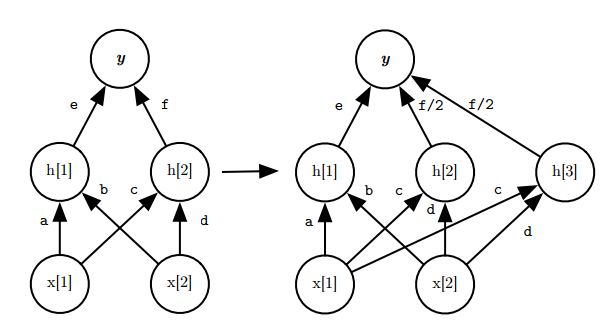 y y
e f e f/2 f/2
h[1] h[2] h[1] h[2] h[3]
b c b c c
a d a d d
x[1] x[2] x[1] x[2]